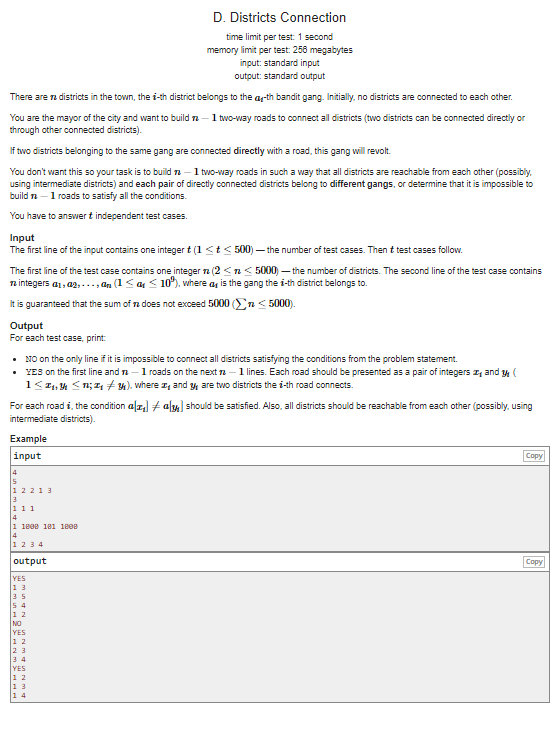 D. Districts Connection
time limit per test: 1 second
memory limit per test: 256 megabytes
input: standard input
output: standard output
There are n districts in the town, the i-th district belongs to the a_i-th bandit gang. Initially, no districts are connected to each other.
You are the mayor of the city and want to build n − 1 two-way roads to connect all districts (two districts can be connected directly or
through other connected districts).
If two districts belonging to the same gang are connected directly with a road, this gang will revolt.
You don't want this so your task is to build n − 1 two-way roads in such a way that all districts are reachable from each other (possibly,
using intermediate districts) and each pair of directly connected districts belong to different gangs, or determine that it is impossible to
build n − 1 roads to satisfy all the conditions.
You have to answer t independent test cases.
Input
The first line of the input contains one integer t (1 ≤ t ≤ 500) — the number of test cases. Then t test cases follow.
The first line of the test case contains one integer n (2 ≤ n ≤ 5000) — the number of districts. The second line of the test case contains
n integers a_1, a_2, …, a_n (1 ≤ a_i ≤ 10^9), where a_i is the gang the i-th district belongs to.
It is guaranteed that the sum of n does not exceed 5000 (∑ n ≤ 5000).
Output
For each test case, print:
• NO on the only line if it is impossible to connect all districts satisfying the conditions from the problem statement.
• YES on the first line and n − 1 roads on the next n − 1 lines. Each road should be presented as a pair of integers x_i and y_i (
1 ≤ x_i, y_i ≤ n; x_i ≠ y_i), where x_i and y_i are two districts the i-th road connects.
For each road i, the condition a[x_i] ≠ a[y_i] should be satisfied. Also, all districts should be reachable from each other (possibly, using
intermediate districts).
Example
input Copy
4
5
1 2 2 1 3
3
1 1 1
4
1 1000 101 1000
4
1 2 3 4
output Copy
YES
1 3
3 5
5 4
1 2
NO
YES
1 2
2 3
3 4
YES
1 2
1 3
1 4